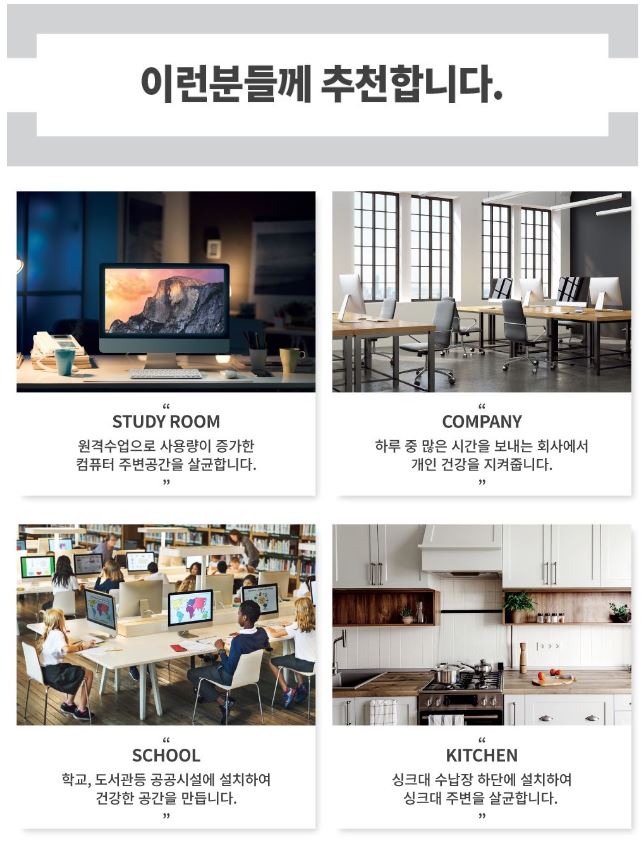 이런분들께 추천합니다.
“
STUDY ROOM
원격수업으로 사용량이 증가한
컴퓨터 주변공간을 살균합니다.
”
“
COMPANY
하루 중 많은 시간을 보내는 회사에서
개인 건강을 지켜줍니다.
”
“
SCHOOL
학교, 도서관등 공공시설에 설치하여
건강한 공간을 만듭니다.
”
“
KITCHEN
싱크대 수납장 하단에 설치하여
싱크대 주변을 살균합니다.
”